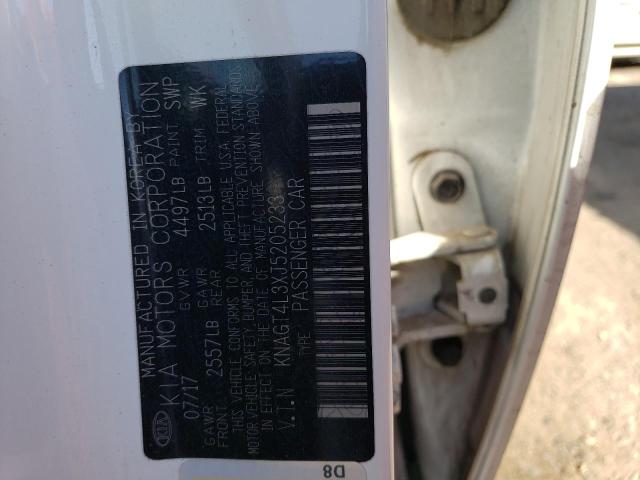 MANUFACTURED IN KOREA BY
KIA KIA MOTORS CORPORATION
07/17 GVWR 4497LB PAINT SWP
GAWR FRONT 2557LB GAWR REAR 2513LB TRIM WK
THIS VEHICLE CONFORMS TO ALL APPLICABLE U.S.A. FEDERAL
MOTOR VEHICLE SAFETY, BUMPER, AND THEFT PREVENTION STANDARDS
IN EFFECT ON THE DATE OF MANUFACTURE SHOWN ABOVE
V.I.N KNAGT4L3XJ5205233
TYPE PASSENGER CAR
D8